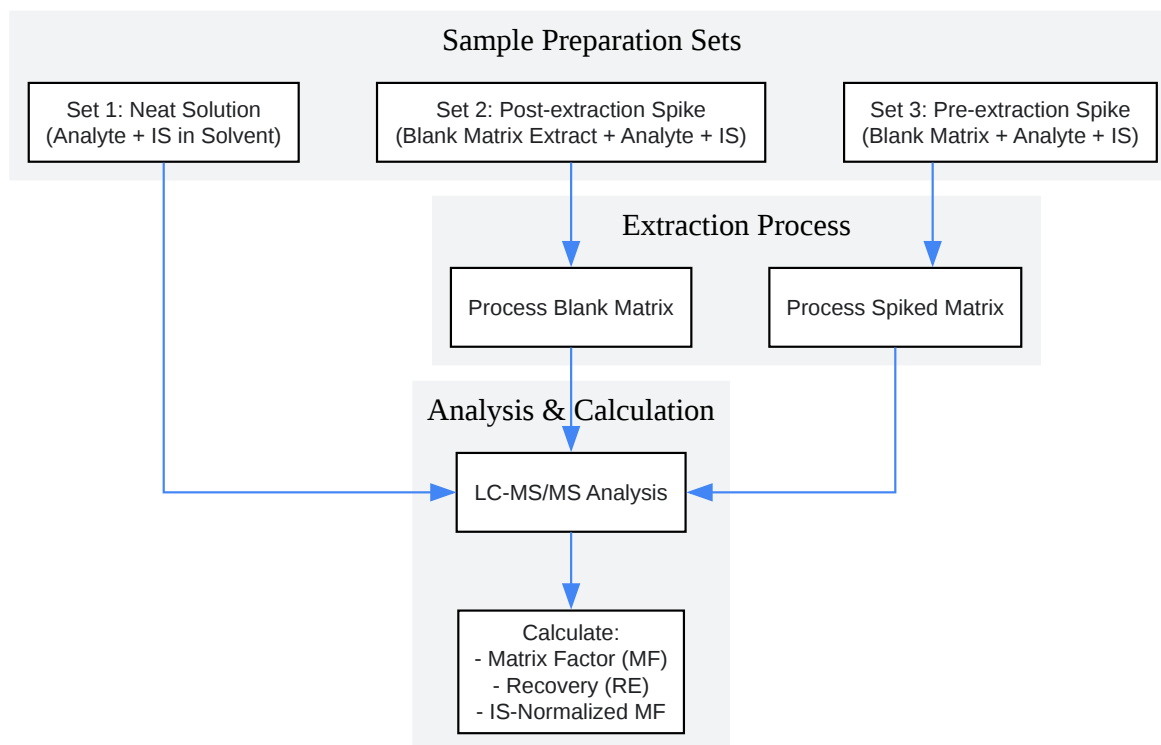 Sample Preparation Sets
Set 1: Neat Solution
(Analyte + IS in Solvent)
Set 2: Post-extraction Spike
(Blank Matrix Extract + Analyte + IS)
Set 3: Pre-extraction Spike
(Blank Matrix + Analyte + IS)
Extraction Process
Process Blank Matrix
Process Spiked Matrix
Analysis & Calculation
LC-MS/MS Analysis
Calculate:
- Matrix Factor (MF)
- Recovery (RE)
- IS-Normalized MF